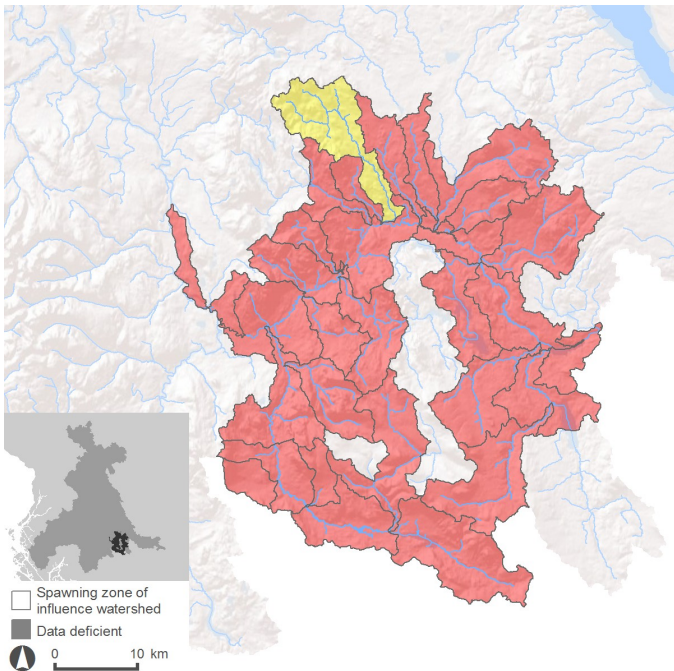 Spawning zone of
influence watershed
Data deficient
0 10 km